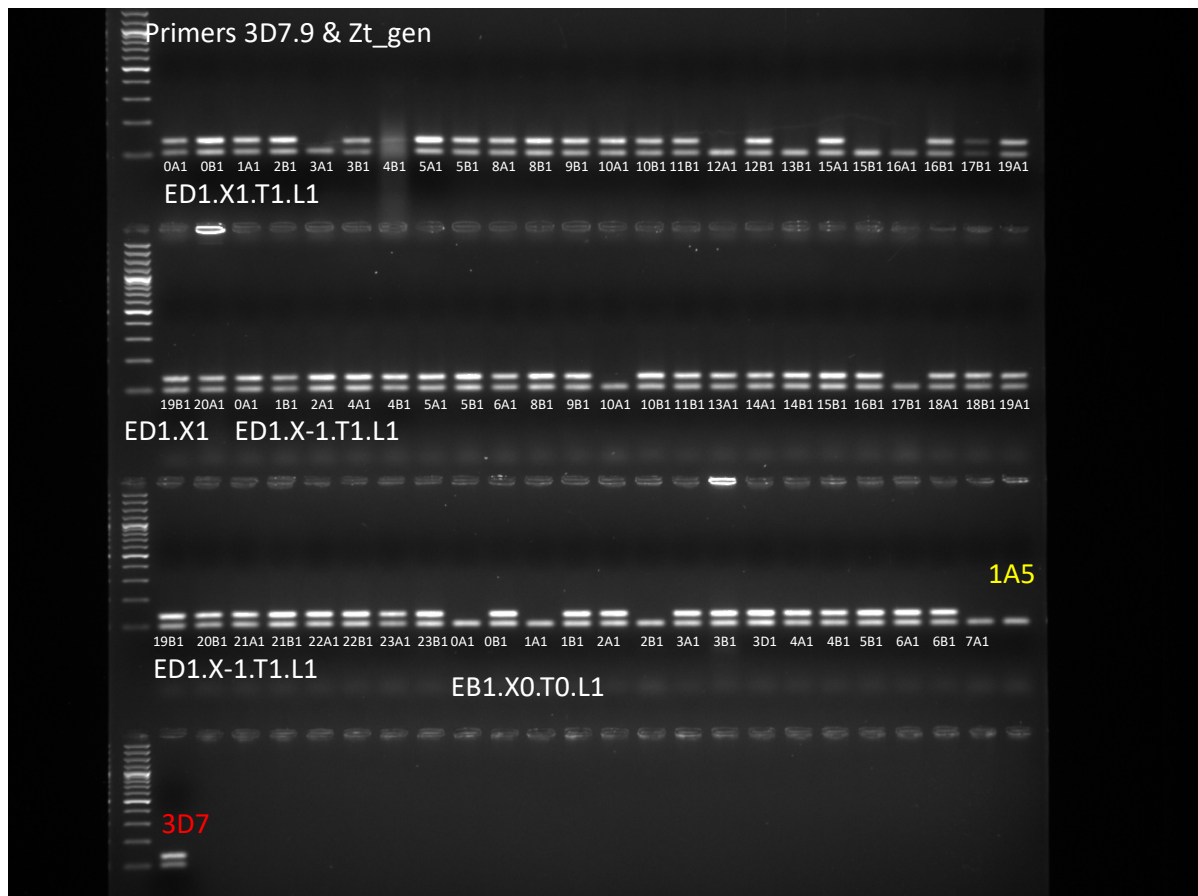 Primers 3D7.9 & Zt_gen
0A1 0B1 1A1 2B1 3A1 3B1 4B1 5A1 5B1 8A1 8B1 9B1 10A1 10B1 11B1 12A1 12B1 13B1 15A1 15B1 16A1 16B1 17B1 19A1
ED1.X1.T1.L1
19B1 20A1 0A1 1B1 2A1 4A1 4B1 5A1 5B1 6A1 8B1 9B1 10A1 10B1 11B1 13A1 14A1 14B1 15B1 16B1 17B1 18A1 18B1 19A1
ED1.X1 ED1.X-1.T1.L1
1A5
19B1 20B1 21A1 21B1 22A1 22B1 23A1 23B1 0A1 0B1 1A1 1B1 2A1 2B1 3A1 3B1 3D1 4A1 4B1 5B1 6A1 6B1 7A1
ED1.X-1.T1.L1
EB1.X0.T0.L1
3D7